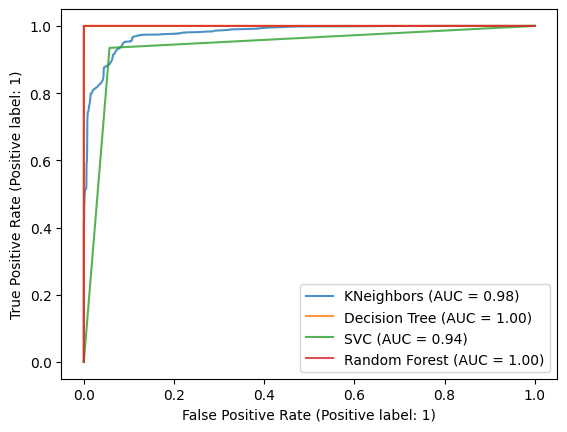 True Positive Rate (Positive label: 1)
1.0
0.8
0.6
0.4
0.2
0.0
KNeighbors (AUC = 0.98)
Decision Tree (AUC = 1.00)
SVC (AUC = 0.94)
Random Forest (AUC = 1.00)
0.0 0.2 0.4 0.6 0.8 1.0
False Positive Rate (Positive label: 1)